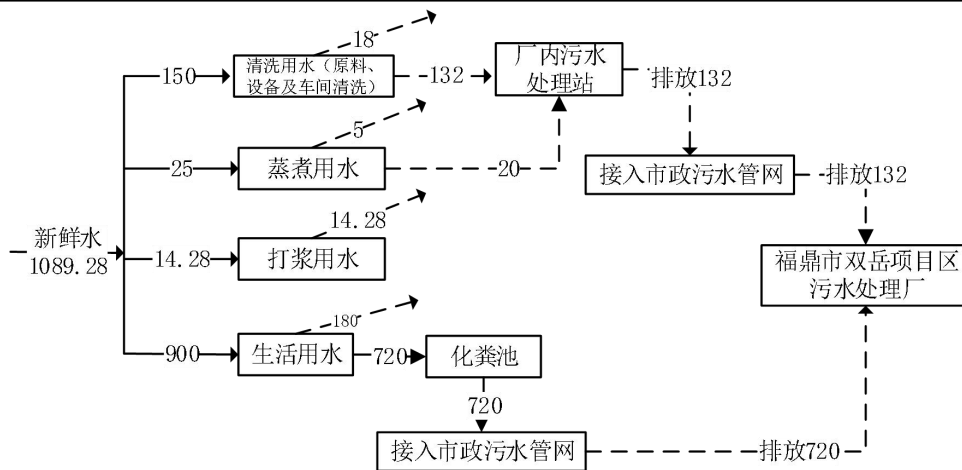 18
150
清洗用水（原料、
设备及车间清洗）
132
厂内污水
处理站
排放132
5
25
蒸煮用水
20
接入市政污水管网
排放132
14.28
新鲜水
1089.28
14.28
打浆用水
福鼎市双岳项目区
污水处理厂
180
900
生活用水
720
化粪池
720
接入市政污水管网
排放720